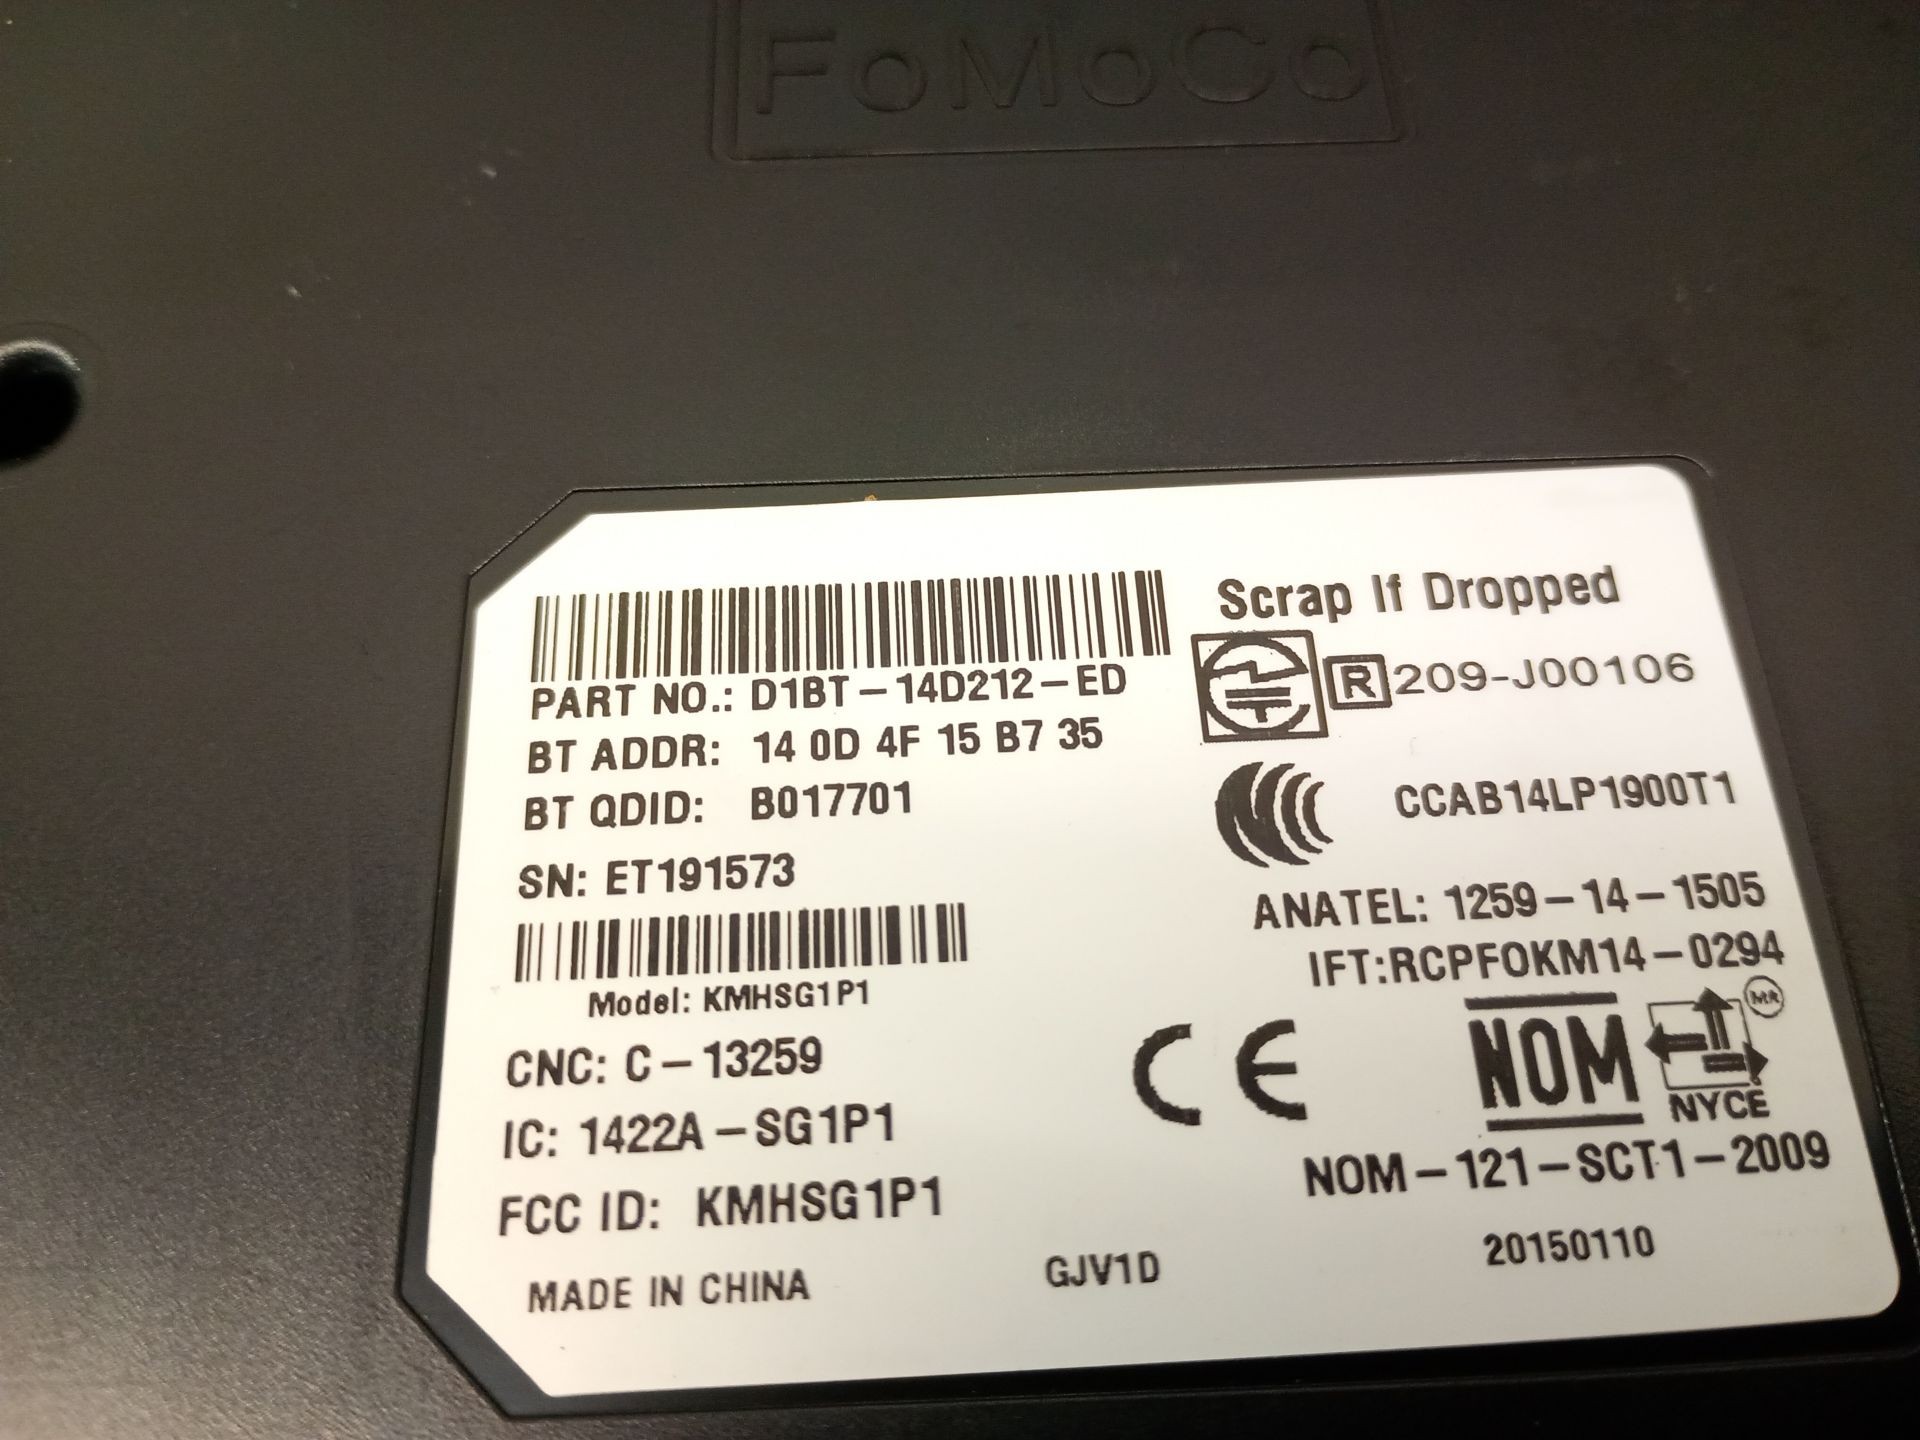 FoMoCo
Scrap If Dropped
PART NO.: D1BT-14D212-ED
R 209-J00106
BT ADDR: 14 0D 4F 15 B7 35
BT QDID: B017701
CCAB14LP1900T1
SN: ET191573
ANATEL: 1259-14-1505
IFT:RCPFOKM14-0294
Model: KMHSG1P1
MR
CNC: C-13259
CE
NOM
NYCE
IC: 1422A-SG1P1
NOM-121-SCT1-2009
FCC ID: KMHSG1P1
20150110
MADE IN CHINA
GJV1D